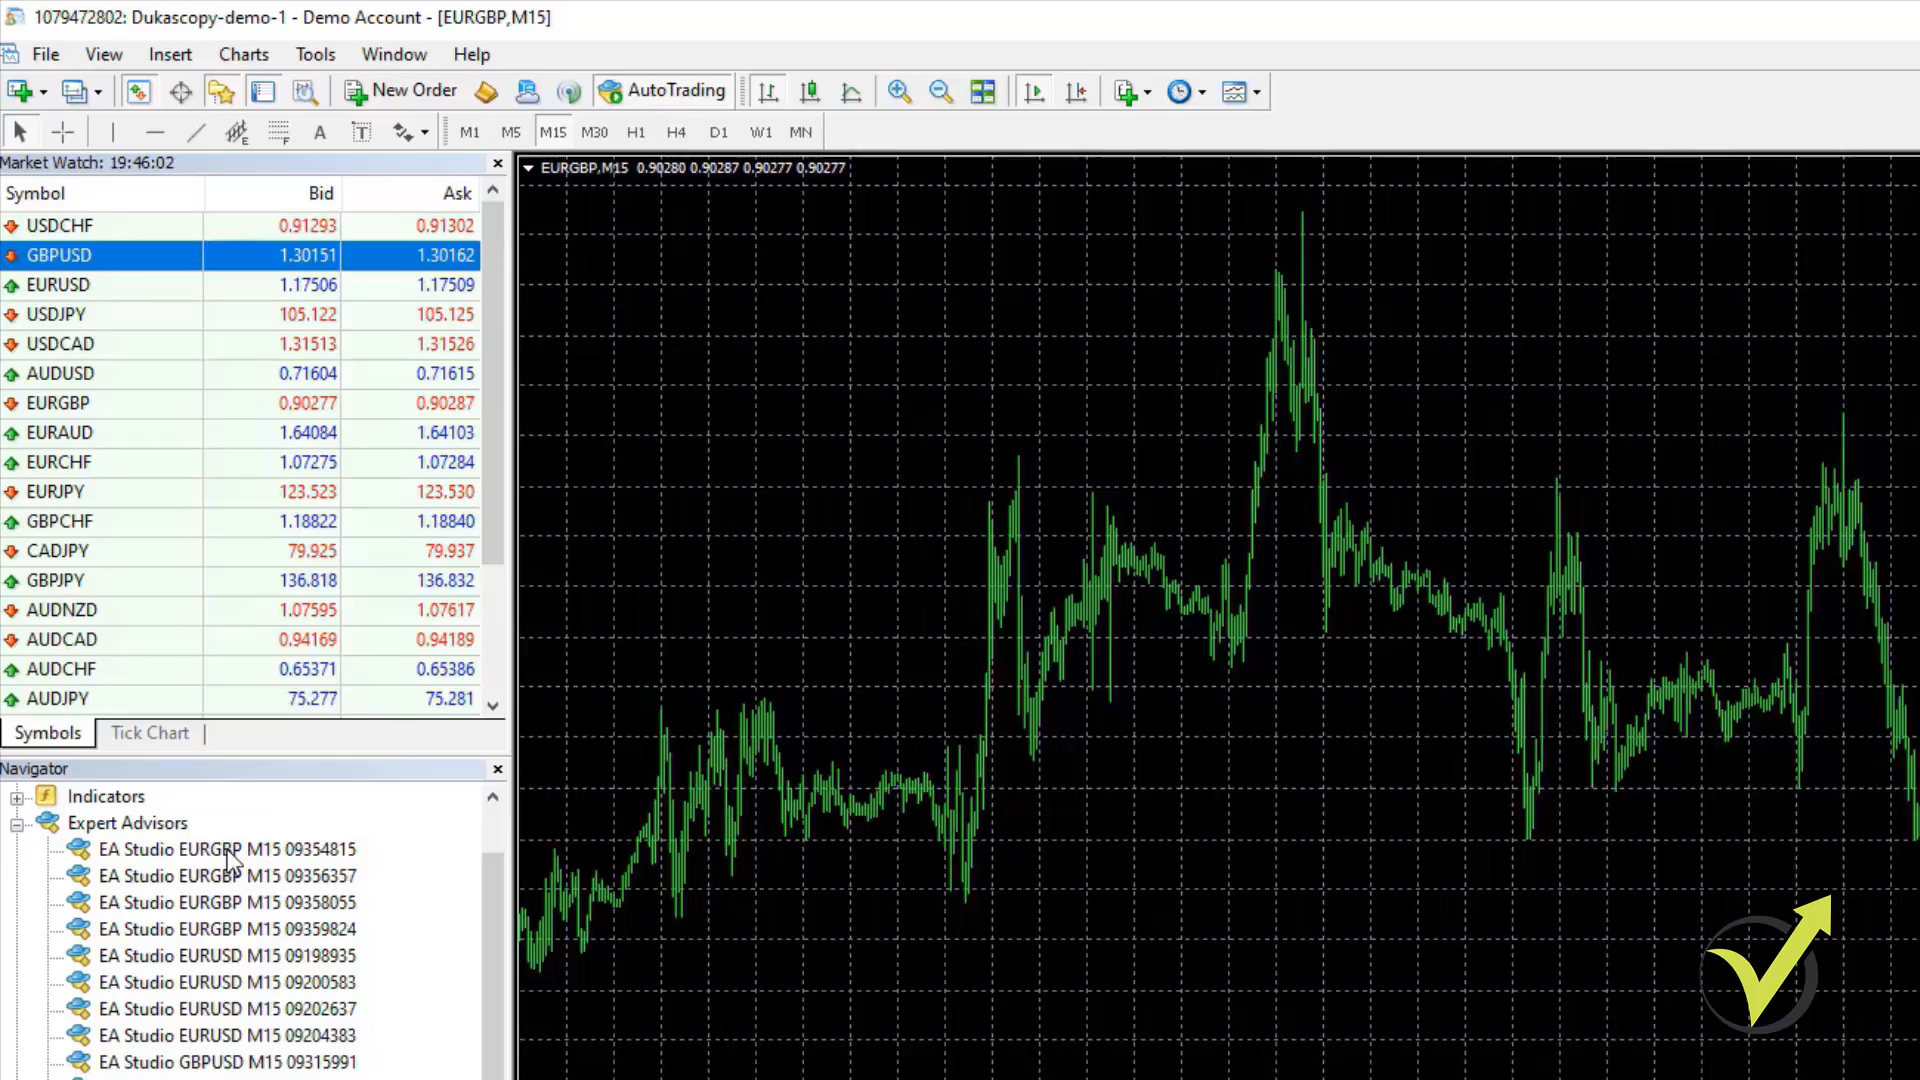 1079472802: Dukascopy-demo-1 - Demo Account - [EURGBP,M15]
File View Insert Charts Tools Window Help
New Order AutoTrading
A T M1 M5 M15 M30 H1 H4 D1 W1 MN
Market Watch: 19:46:02
EURGBP,M15 0.90280 0.90287 0.90277 0.90277
Symbol Bid Ask
USDCHF 0.91293 0.91302
GBPUSD 1.30151 1.30162
EURUSD 1.17506 1.17509
USDJPY 105.122 105.125
USDCAD 1.31513 1.31526
AUDUSD 0.71604 0.71615
EURGBP 0.90277 0.90287
EURAUD 1.64084 1.64103
EURCHF 1.07275 1.07284
EURJPY 123.523 123.530
GBPCHF 1.18822 1.18840
CADJPY 79.925 79.937
GBPJPY 136.818 136.832
AUDNZD 1.07595 1.07617
AUDCAD 0.94169 0.94189
AUDCHF 0.65371 0.65386
AUDJPY 75.277 75.281
Symbols Tick Chart
Navigator
Indicators
Expert Advisors
EA Studio EURGBP M15 09354815
EA Studio EURGBP M15 09356357
EA Studio EURGBP M15 09358055
EA Studio EURGBP M15 09359824
EA Studio EURUSD M15 09198935
EA Studio EURUSD M15 09200583
EA Studio EURUSD M15 09202637
EA Studio EURUSD M15 09204383
EA Studio GBPUSD M15 09315991